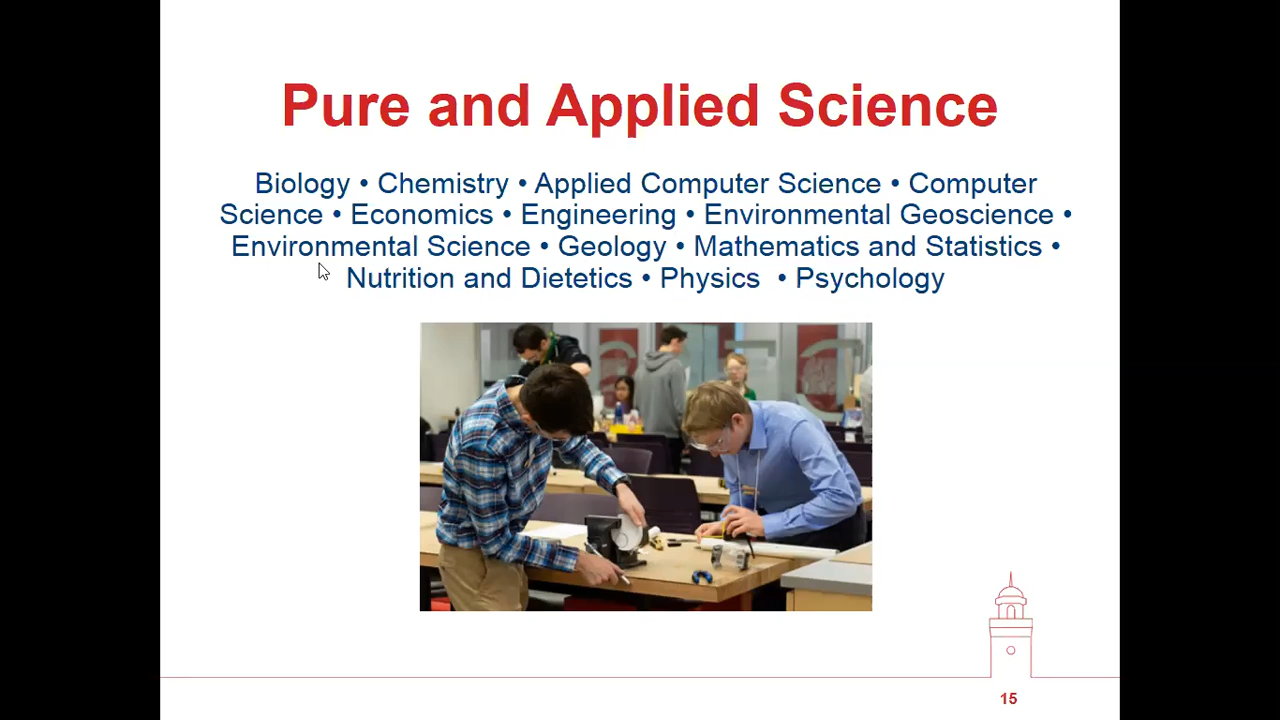 Pure and Applied Science
Biology • Chemistry • Applied Computer Science • Computer
Science • Economics • Engineering • Environmental Geoscience •
Environmental Science • Geology • Mathematics and Statistics •
Nutrition and Dietetics • Physics • Psychology
15